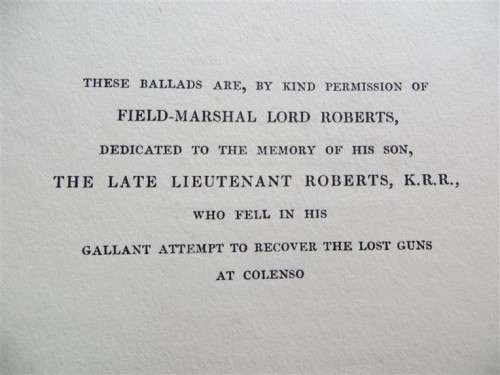 THESE BALLADS ARE, BY KIND PERMISSION OF
FIELD-MARSHAL LORD ROBERTS,
DEDICATED TO THE MEMORY OF HIS SON,
THE LATE LIEUTENANT ROBERTS, K.R.R.,
WHO FELL IN HIS
GALLANT ATTEMPT TO RECOVER THE LOST GUNS
AT COLENSO